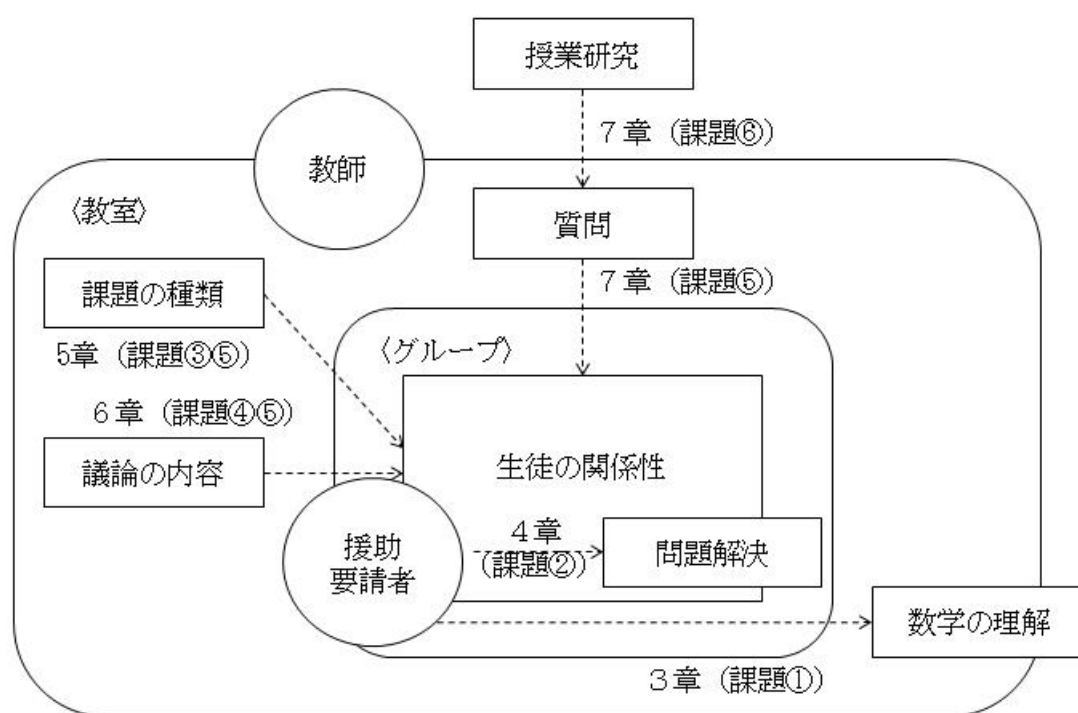 授業研究
７章（課題⑥）
教師
〈教室〉
質問
課題の種類
７章（課題⑤）
5章（課題③⑤）
〈グループ〉
６章（課題④⑤）
議論の内容
生徒の関係性
援助
要請者
４章
（課題②）
問題解決
数学の理解
３章（課題①）